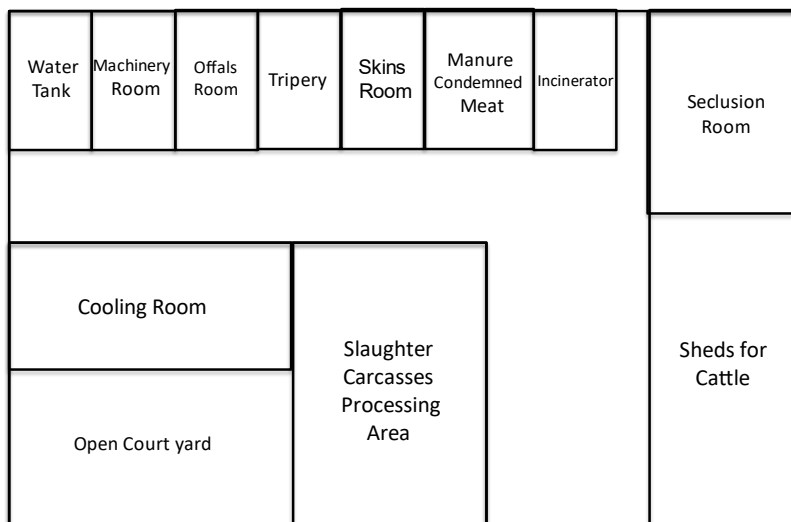 Water
Tank
Machinery
Room
Offals
Room
Tripery
Skins
Room
Manure
Condemned
Meat
Incinerator
Seclusion
Room
Cooling Room
Slaughter
Carcasses
Processing
Area
Sheds for
Cattle
Open Court yard